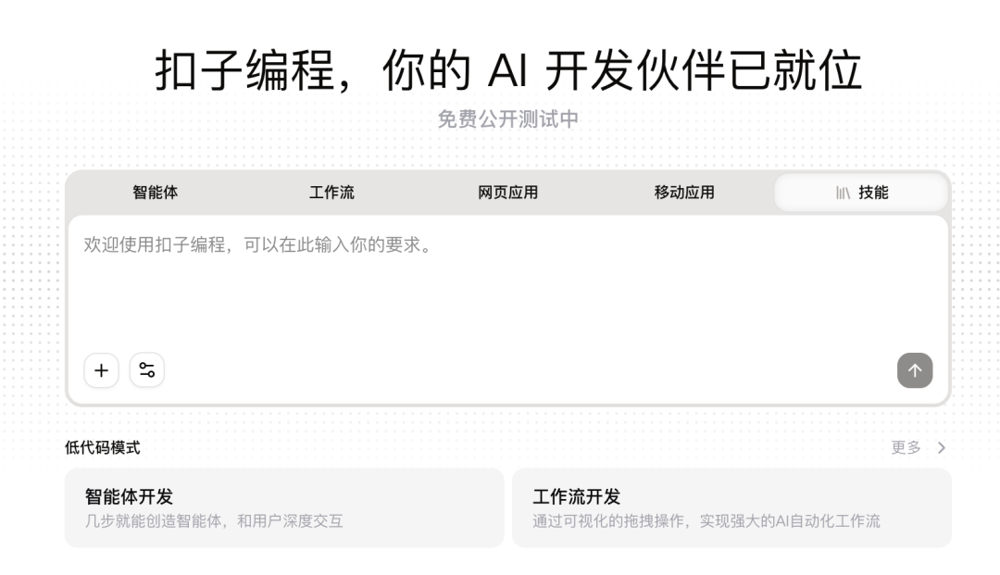 扣子编程，你的 AI 开发伙伴已就位
免费公开测试中
智能体 工作流 网页应用 移动应用 技能
欢迎使用扣子编程，可以在此输入你的要求。
低代码模式 更多
智能体开发 工作流开发
几步就能创造智能体，和用户深度交互 通过可视化的拖拽操作，实现强大的AI自动化工作流